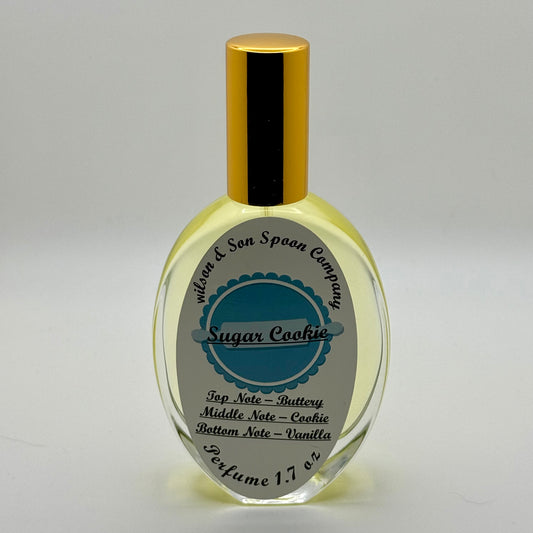 wilson & Son Spoon Company
Sugar Cookie
Top Note – Buttery
Middle Note – Cookie
Bottom Note – Vanilla
Perfume 1.7 oz